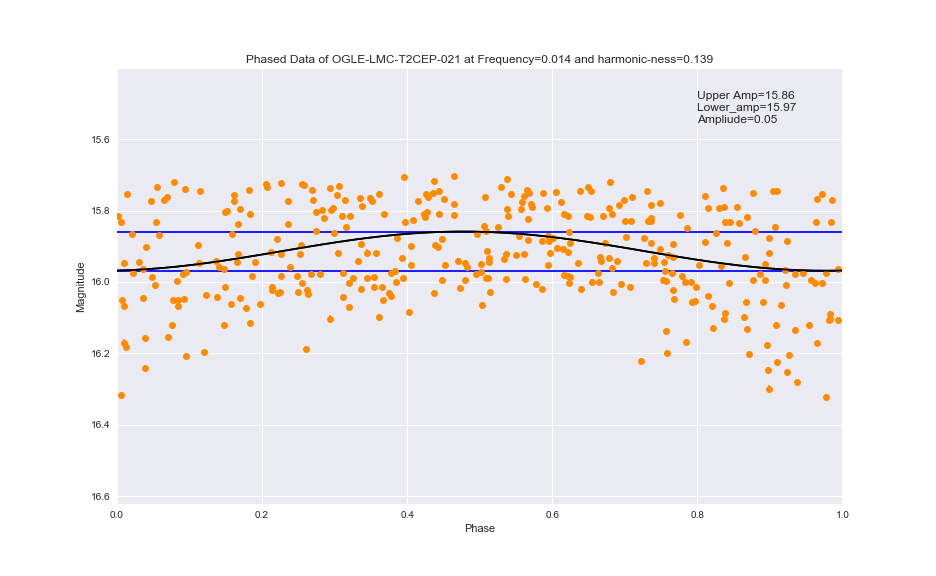 Phased Data of OGLE-LMC-T2CEP-021 at Frequency=0.014 and harmonic-ness=0.139
Upper Amp=15.86
Lower_amp=15.97
Ampliude=0.05
15.6
15.8
16.0
16.2
16.4
16.6
Magnitude
0.0 0.2 0.4 0.6 0.8 1.0
Phase